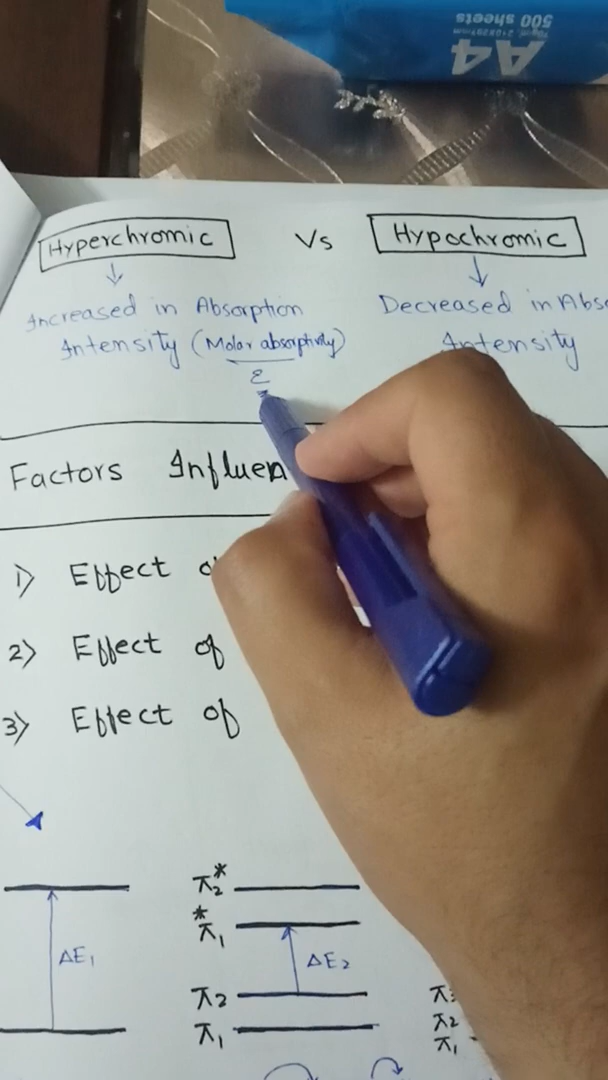 A4
500 sheets
Hyperchromic Vs Hypochromic
Increased in Absorption
Intensity (Molar absorptivity)
ε
Decreased in Abs
Intensity
Factors Influen
1) Effect o
2) Effect of
3) Effect of
ΔE1
π2*
π1*
ΔE2
π2
π1
π3
π2
π1